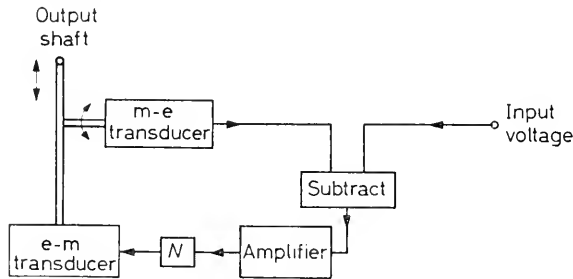 Output
shaft
m-e
transducer
Input
voltage
Subtract
e-m
transducer
N
Amplifier